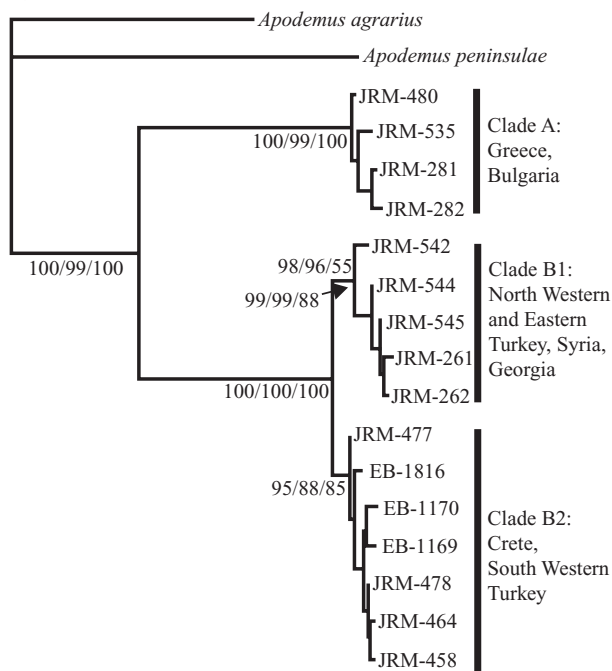 Apodemus agrarius
Apodemus peninsulae
JRM-480
JRM-535
JRM-281
JRM-282
100/99/100
Clade A:
Greece,
Bulgaria
100/99/100
JRM-542
98/96/55
JRM-544
99/99/88
JRM-545
JRM-261
JRM-262
Clade B1:
North Western
and Eastern
Turkey, Syria,
Georgia
100/100/100
JRM-477
EB-1816
95/88/85
EB-1170
EB-1169
JRM-478
JRM-464
JRM-458
Clade B2:
Crete,
South Western
Turkey